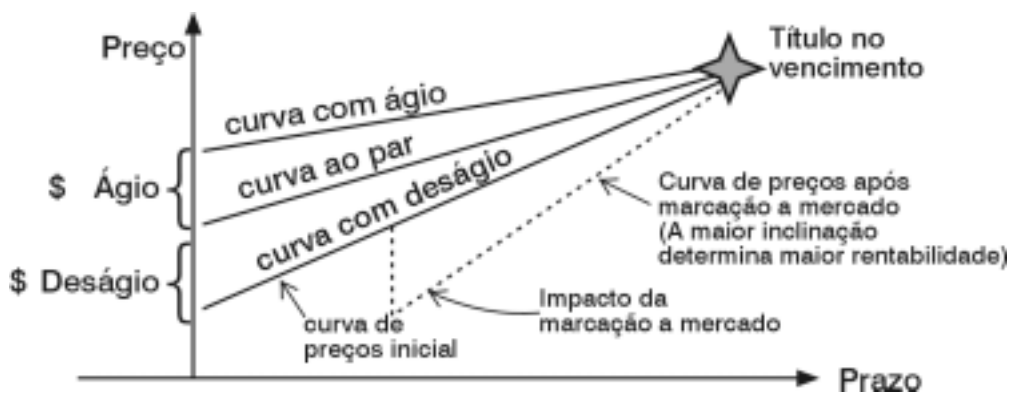 Preço
Título no
vencimento
curva com ágio
curva ao par
curva com deságio
$ Ágio
$ Deságio
Curva de preços após
marcação a mercado
(A maior inclinação
determina maior rentabilidade)
Impacto da
marcação a mercado
curva de
preços inicial
Prazo